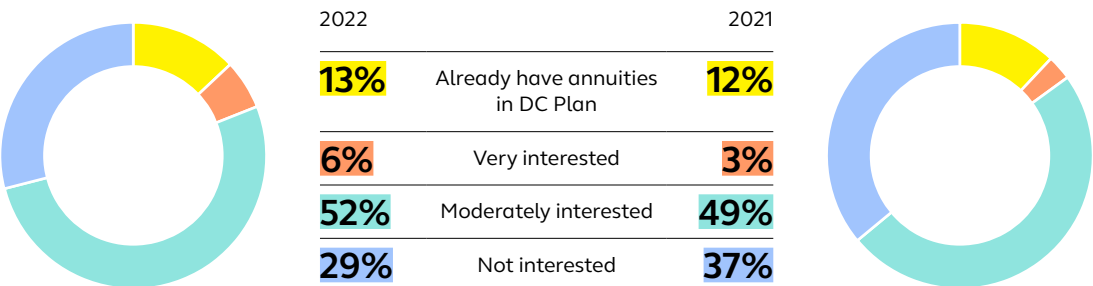 2022 2021
13% Already have annuities 12%
in DC Plan
6% Very interested 3%
52% Moderately interested 49%
29% Not interested 37%